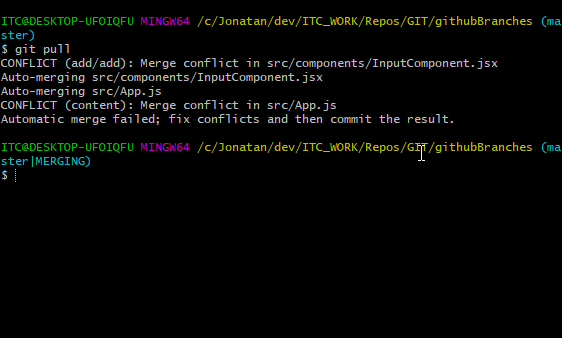 ITC@DESKTOP-UFOIQFU MINGW64 /c/Jonatan/dev/ITC_WORK/Repos/GIT/githubBranches (ma
ster)
$ git pull
CONFLICT (add/add): Merge conflict in src/components/InputComponent.jsx
Auto-merging src/components/InputComponent.jsx
Auto-merging src/App.js
CONFLICT (content): Merge conflict in src/App.js
Automatic merge failed; fix conflicts and then commit the result.
ITC@DESKTOP-UFOIQFU MINGW64 /c/Jonatan/dev/ITC_WORK/Repos/GIT/githubBranches (ma
ster|MERGING)
$